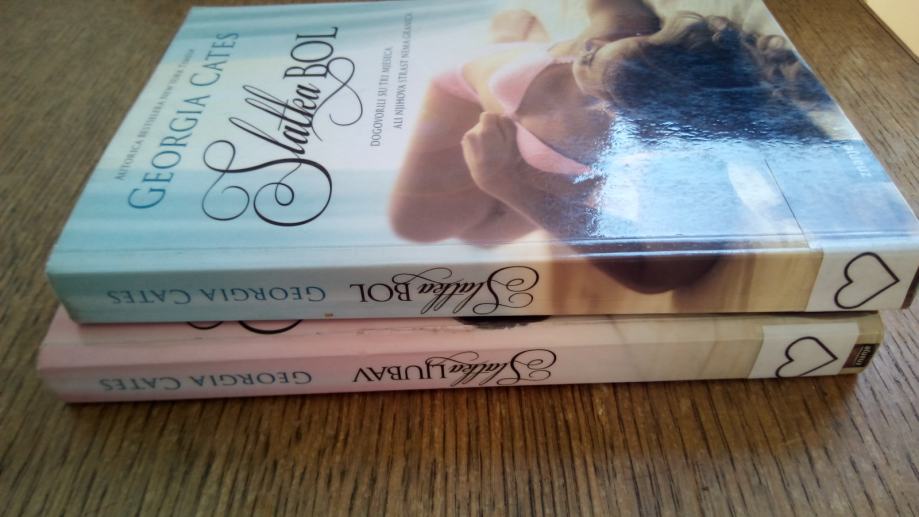 AUTORICA BESTSELERA NEW YORK TIMESA
GEORGIA CATES
Slatka BOL
DOGOVORILI SU TRI MJESECA
ALI NJIHOVA STRAST NEMA GRANICA
GEORGIA CATES Slatka BOL
GEORGIA CATES Slatka LJUBAV